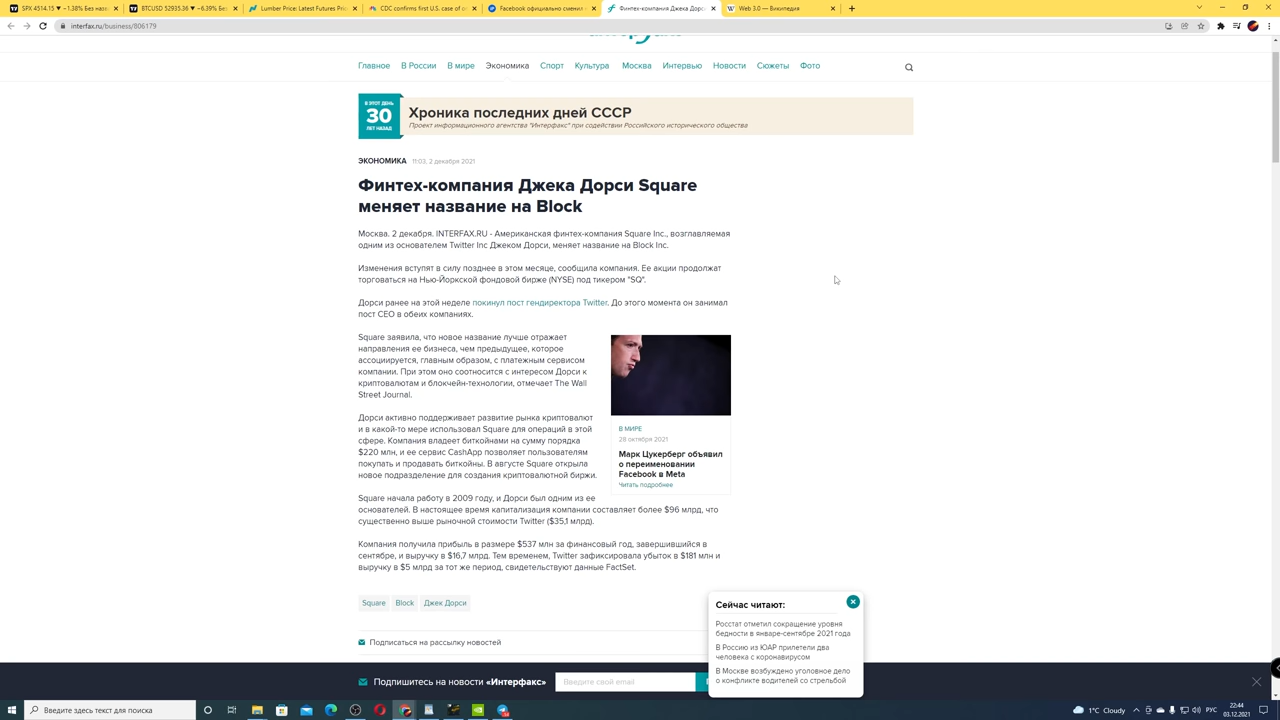 SPX 4514.15 ▼ −1.38% Без назв
BTCUSD 52935.36 ▼ −6.39% Без
Lumber Price: Latest Futures Pric
CDC confirms first U.S. case of o
Facebook официально сменил
Финтех-компания Джека Дорс
Web 3.0 — Википедия
interfax.ru/business/806179
Главное В России В мире Экономика Спорт Культура Москва Интервью Новости Сюжеты Фото
В ЭТОТ ДЕНЬ
30
ЛЕТ НАЗАД
Хроника последних дней СССР
Проект информационного агентства "Интерфакс" при содействии Российского исторического общества
ЭКОНОМИКА 11:03, 2 декабря 2021
Финтех-компания Джека Дорси Square
меняет название на Block
Москва. 2 декабря. INTERFAX.RU - Американская финтех-компания Square Inc., возглавляемая
одним из основателем Twitter Inc Джеком Дорси, меняет название на Block Inc.
Изменения вступят в силу позднее в этом месяце, сообщила компания. Ее акции продолжат
торговаться на Нью-Йоркской фондовой бирже (NYSE) под тикером "SQ".
Дорси ранее на этой неделе покинул пост гендиректора Twitter. До этого момента он занимал
пост CEO в обеих компаниях.
Square заявила, что новое название лучше отражает
направления ее бизнеса, чем предыдущее, которое
ассоциируется, главным образом, с платежным сервисом
компании. При этом оно соотносится с интересом Дорси к
криптовалютам и блокчейн-технологии, отмечает The Wall
Street Journal.
Дорси активно поддерживает развитие рынка криптовалют
и в какой-то мере использовал Square для операций в этой
сфере. Компания владеет биткойнами на сумму порядка
$220 млн, и ее сервис CashApp позволяет пользователям
покупать и продавать биткойны. В августе Square открыла
новое подразделение для создания криптовалютной биржи.
В МИРЕ
28 октября 2021
Марк Цукерберг объявил
о переименовании
Facebook в Meta
Читать подробнее
Square начала работу в 2009 году, и Дорси был одним из ее
основателей. В настоящее время капитализация компании составляет более $96 млрд, что
существенно выше рыночной стоимости Twitter ($35,1 млрд).
Компания получила прибыль в размере $537 млн за финансовый год, завершившийся в
сентябре, и выручку в $16,7 млрд. Тем временем, Twitter зафиксировала убыток в $181 млн и
выручку в $5 млрд за тот же период, свидетельствуют данные FactSet.
Square Block Джек Дорси
Подписаться на рассылку новостей
Сейчас читают:
Росстат отметил сокращение уровня
бедности в январе-сентябре 2021 года
В Россию из ЮАР прилетели два
человека с коронавирусом
В Москве возбуждено уголовное дело
о конфликте водителей со стрельбой
Подпишитесь на новости «Интерфакс» Введите свой email
Введите здесь текст для поиска
1°C Cloudy
РУС
22:44
03.12.2021